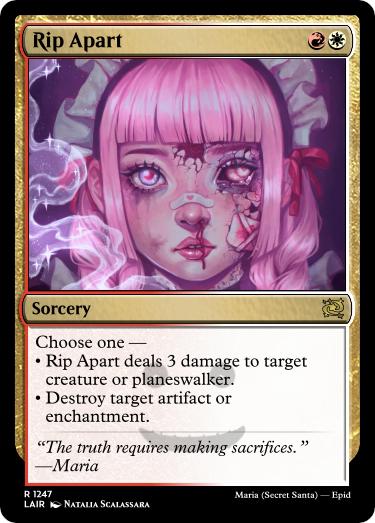 Rip Apart
Sorcery
Choose one —
• Rip Apart deals 3 damage to target
creature or planeswalker.
• Destroy target artifact or
enchantment.
“The truth requires making sacrifices.”
—Maria
R 1247
LAIR Natalia Scalassara
Maria (Secret Santa) — Epid